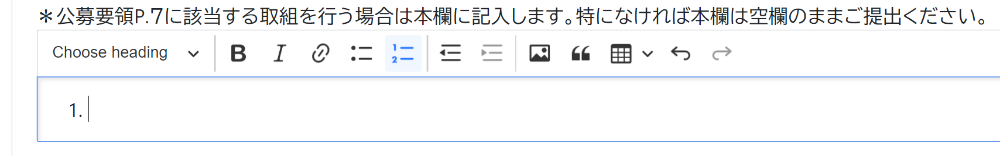 ＊公募要領P.7に該当する取組を行う場合は本欄に記入します。特になければ本欄は空欄のままご提出ください。
Choose heading
1.